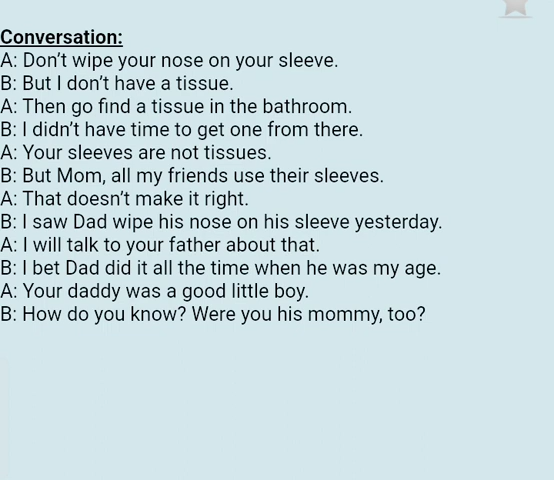 Conversation:
A: Don’t wipe your nose on your sleeve.
B: But I don’t have a tissue.
A: Then go find a tissue in the bathroom.
B: I didn’t have time to get one from there.
A: Your sleeves are not tissues.
B: But Mom, all my friends use their sleeves.
A: That doesn’t make it right.
B: I saw Dad wipe his nose on his sleeve yesterday.
A: I will talk to your father about that.
B: I bet Dad did it all the time when he was my age.
A: Your daddy was a good little boy.
B: How do you know? Were you his mommy, too?